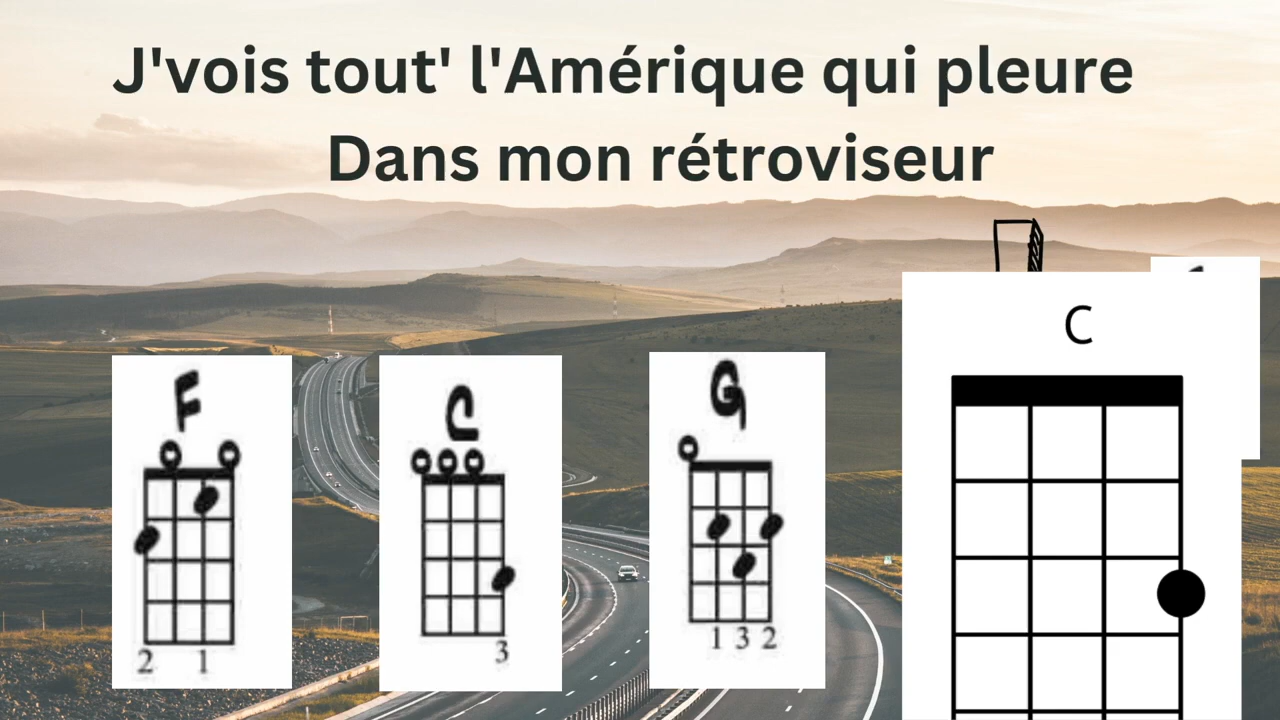 J'vois tout' l'Amérique qui pleure
Dans mon rétroviseur
F
C
G
C
2 1
3
1 3 2